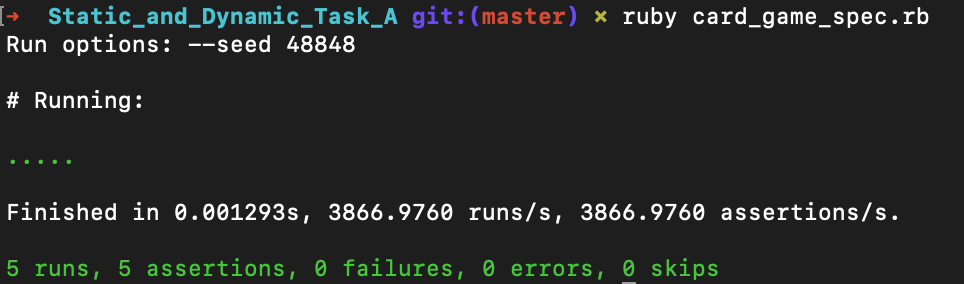 → Static_and_Dynamic_Task_A git:(master) × ruby card_game_spec.rb
Run options: --seed 48848
# Running:
.....
Finished in 0.001293s, 3866.9760 runs/s, 3866.9760 assertions/s.
5 runs, 5 assertions, 0 failures, 0 errors, 0 skips